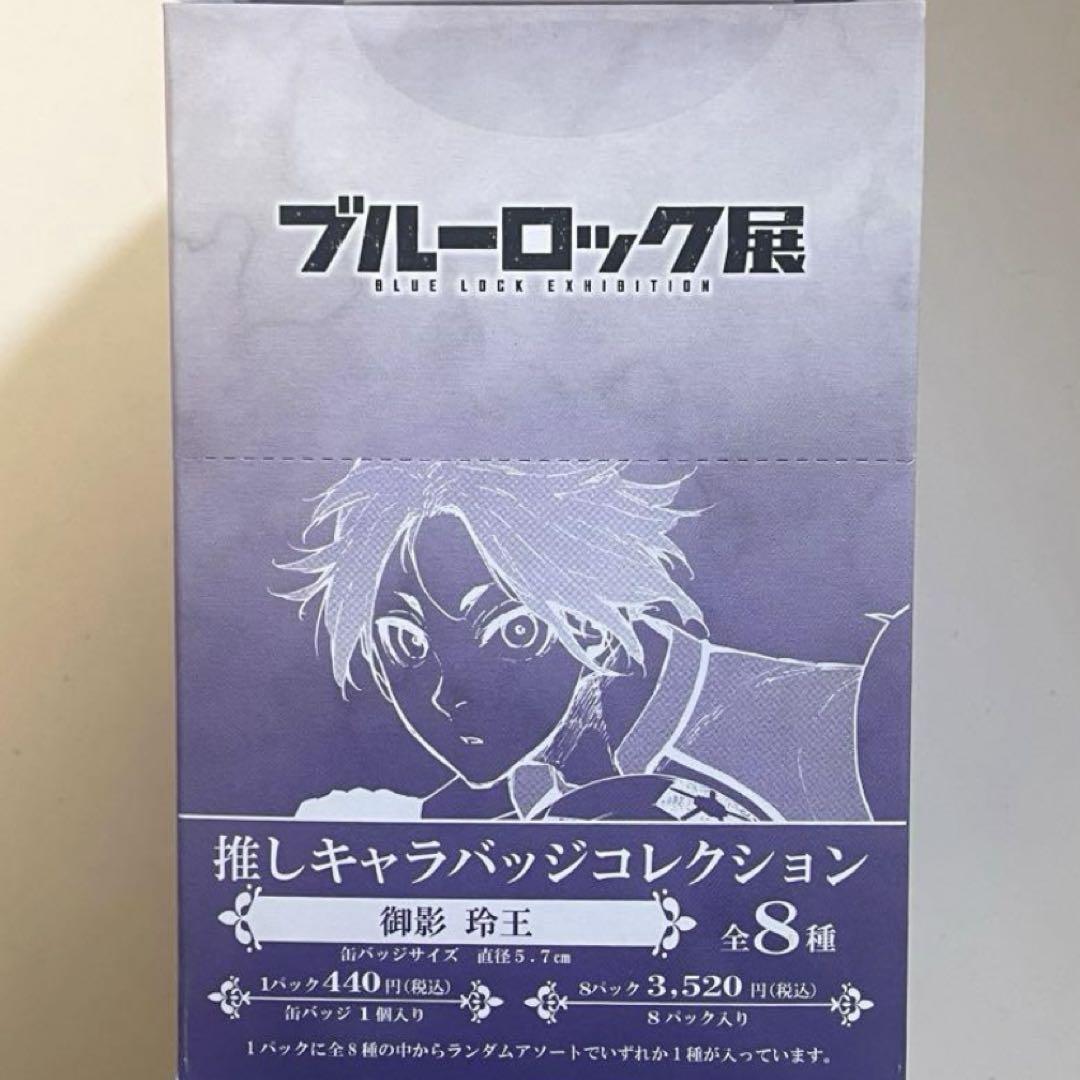 ブルーロック展
BLUE LOCK EXHIBITION
推しキャラバッジコレクション
御影 玲王
全8種
缶バッジサイズ 直径5.7cm
1パック440円(税込)
缶バッジ1個入り
8パック 3,520円(税込)
8パック入り
1パックに全8種の中からランダムアソートでいずれか1種が入っています。